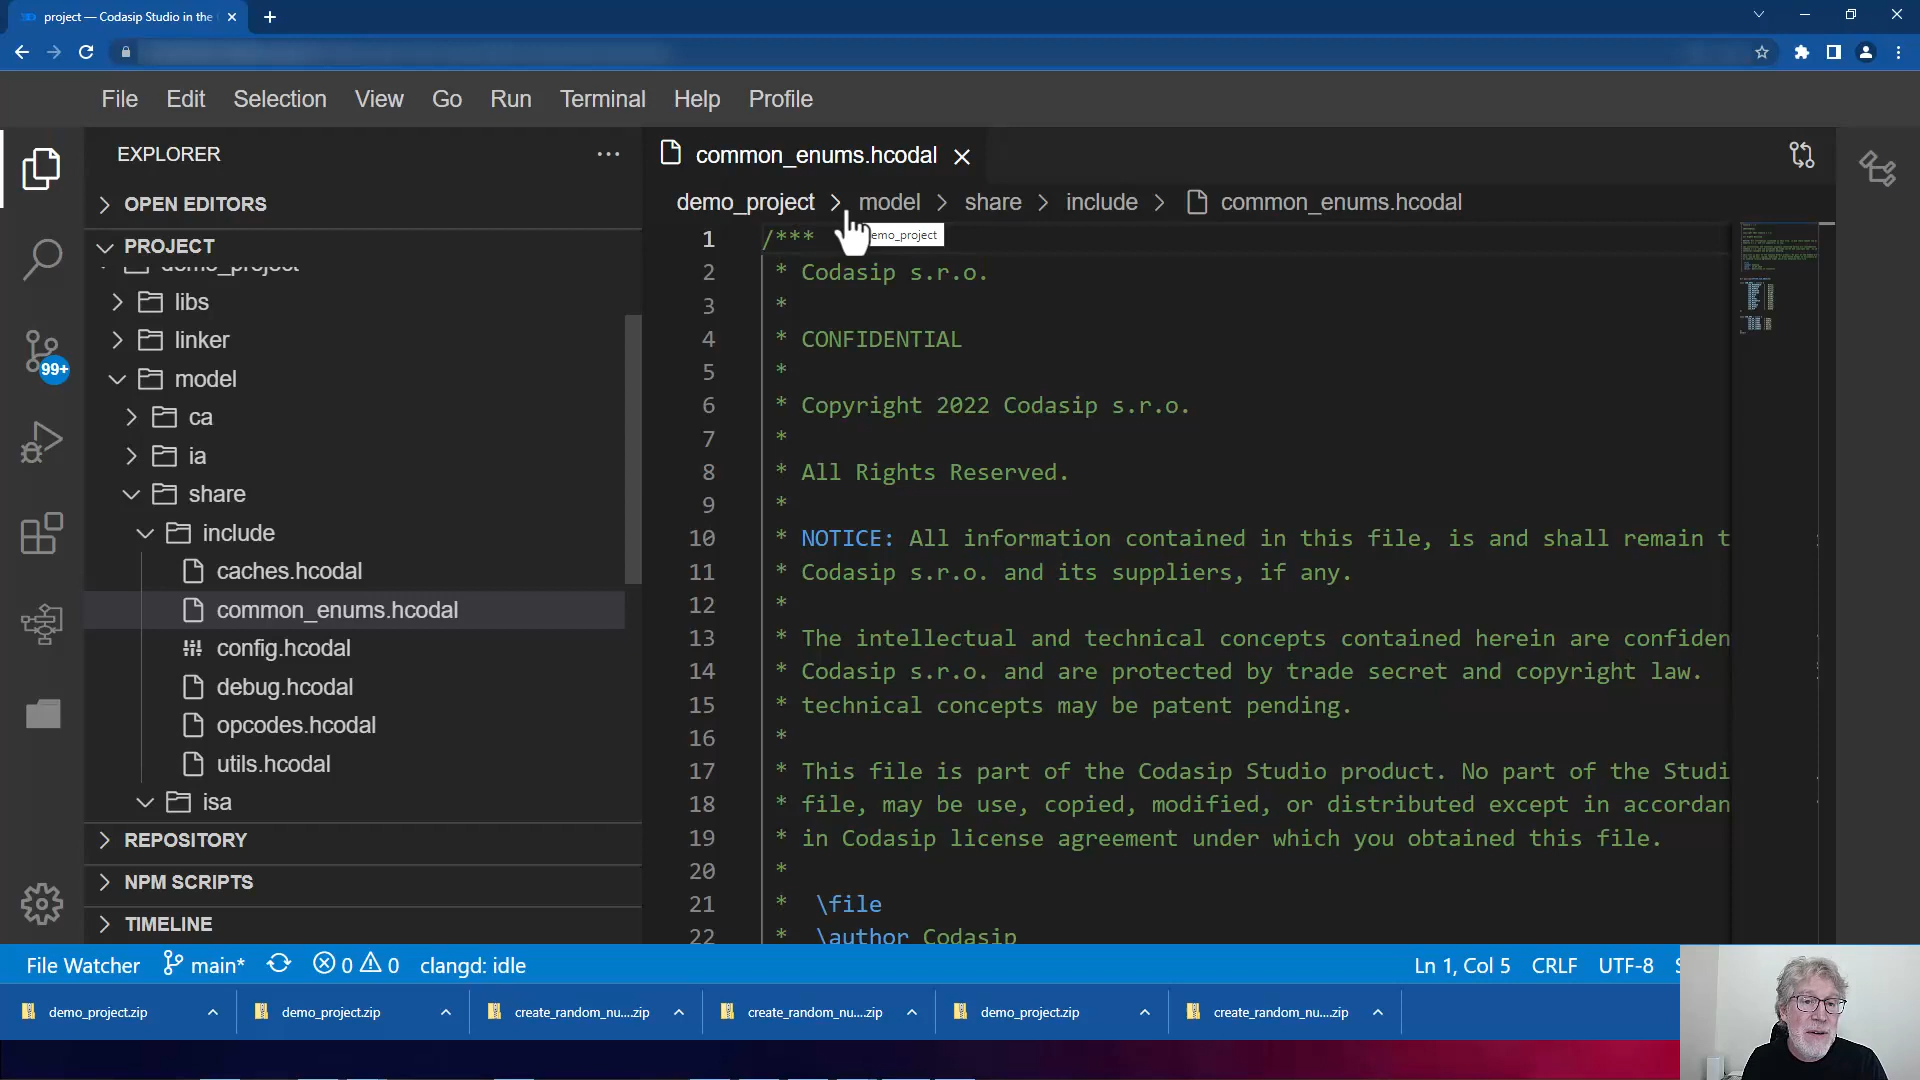 project — Codasip Studio in the
File Edit Selection View Go Run Terminal Help Profile
EXPLORER
OPEN EDITORS
PROJECT
demo_project
libs
linker
model
ca
ia
share
include
caches.hcodal
common_enums.hcodal
config.hcodal
debug.hcodal
opcodes.hcodal
utils.hcodal
isa
REPOSITORY
NPM SCRIPTS
TIMELINE
99+
common_enums.hcodal
demo_project > model > share > include > common_enums.hcodal
emo_project
1 /***
2 * Codasip s.r.o.
3 *
4 * CONFIDENTIAL
5 *
6 * Copyright 2022 Codasip s.r.o.
7 *
8 * All Rights Reserved.
9 *
10 * NOTICE: All information contained in this file, is and shall remain t
11 * Codasip s.r.o. and its suppliers, if any.
12 *
13 * The intellectual and technical concepts contained herein are confiden
14 * Codasip s.r.o. and are protected by trade secret and copyright law.
15 * technical concepts may be patent pending.
16 *
17 * This file is part of the Codasip Studio product. No part of the Studi
18 * file, may be use, copied, modified, or distributed except in accordan
19 * in Codasip license agreement under which you obtained this file.
20 *
21 * \file
22 * \author Codasip
File Watcher main* 0 0 clangd: idle Ln 1, Col 5 CRLF UTF-8
demo_project.zip demo_project.zip create_random_nu....zip create_random_nu....zip demo_project.zip create_random_nu....zip